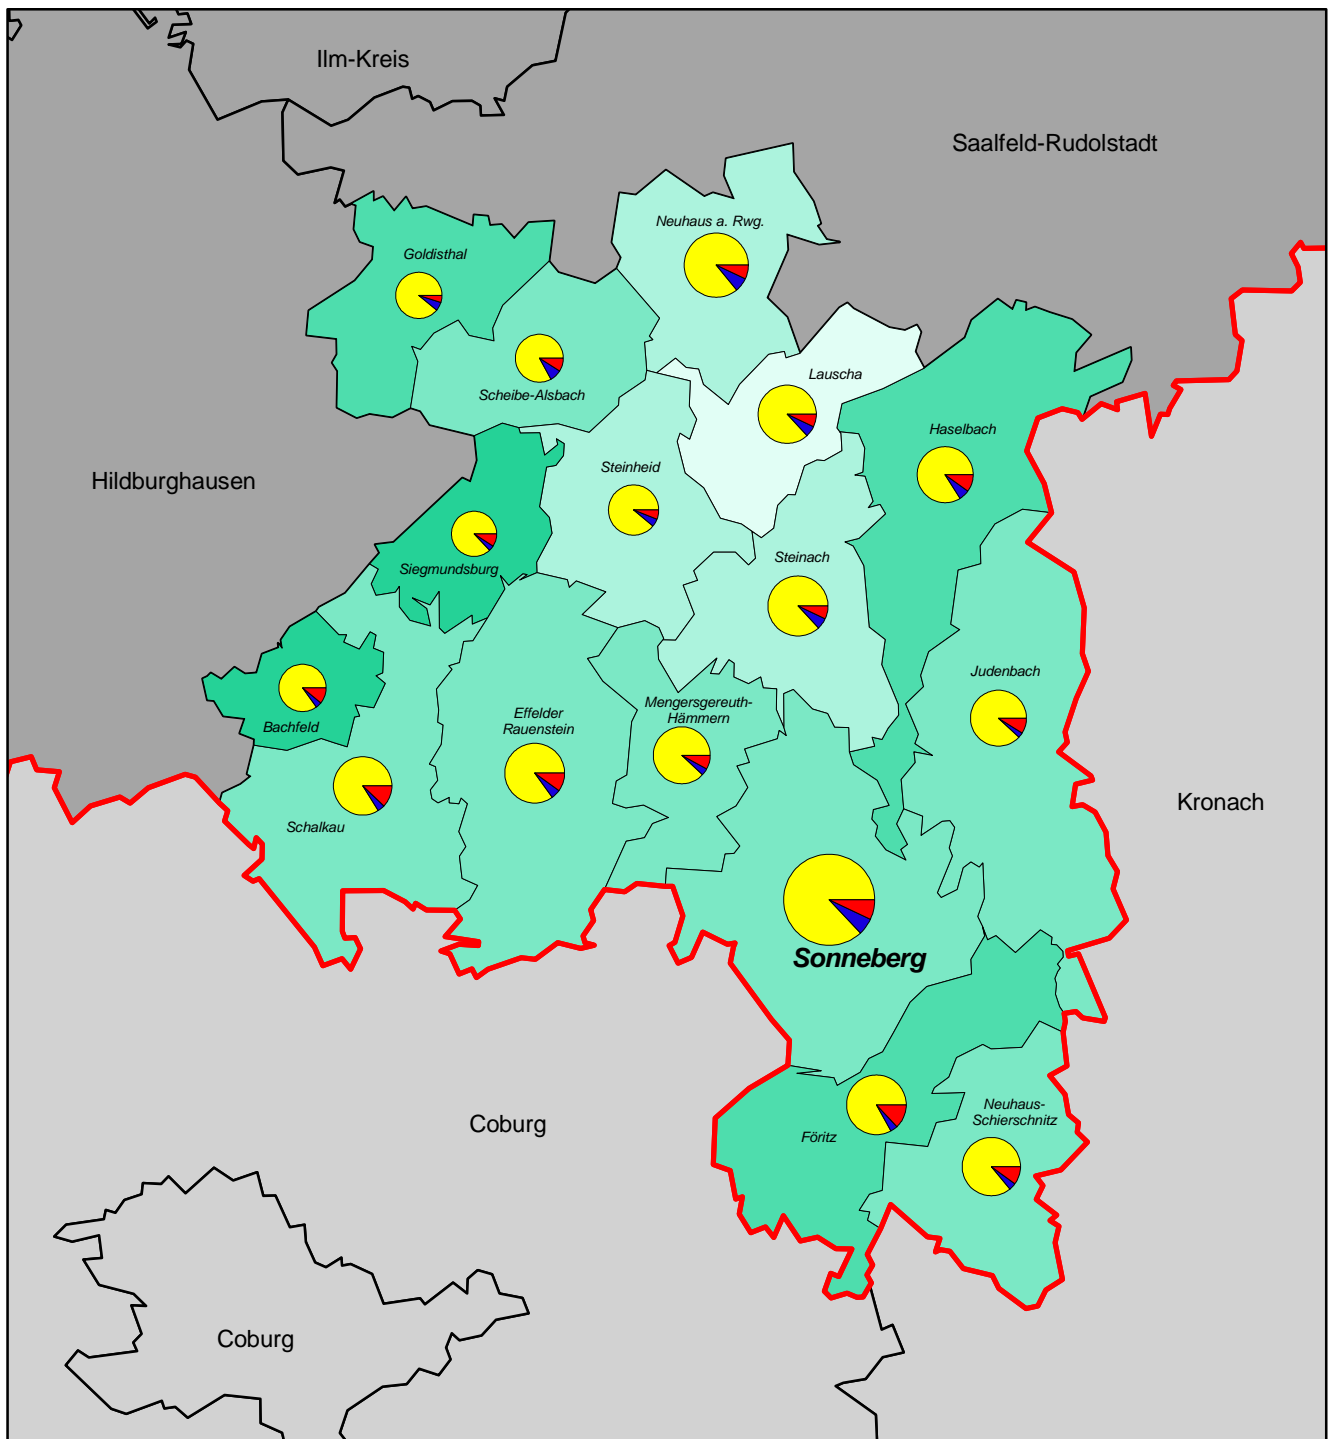 Ilm-Kreis
Saalfeld-Rudolstadt
Neuhaus a. Rwg.
Goldisthal
Lauscha
Scheibe-Alsbach
Haselbach
Steinheid
Hildburghausen
Steinach
Siegmundsburg
Judenbach
Mengersgereuth-
Hämmern
Effelder
Rauenstein
Bachfeld
Kronach
Schalkau
Sonneberg
Neuhaus-
Schierschnitz
Coburg
Föritz
Coburg